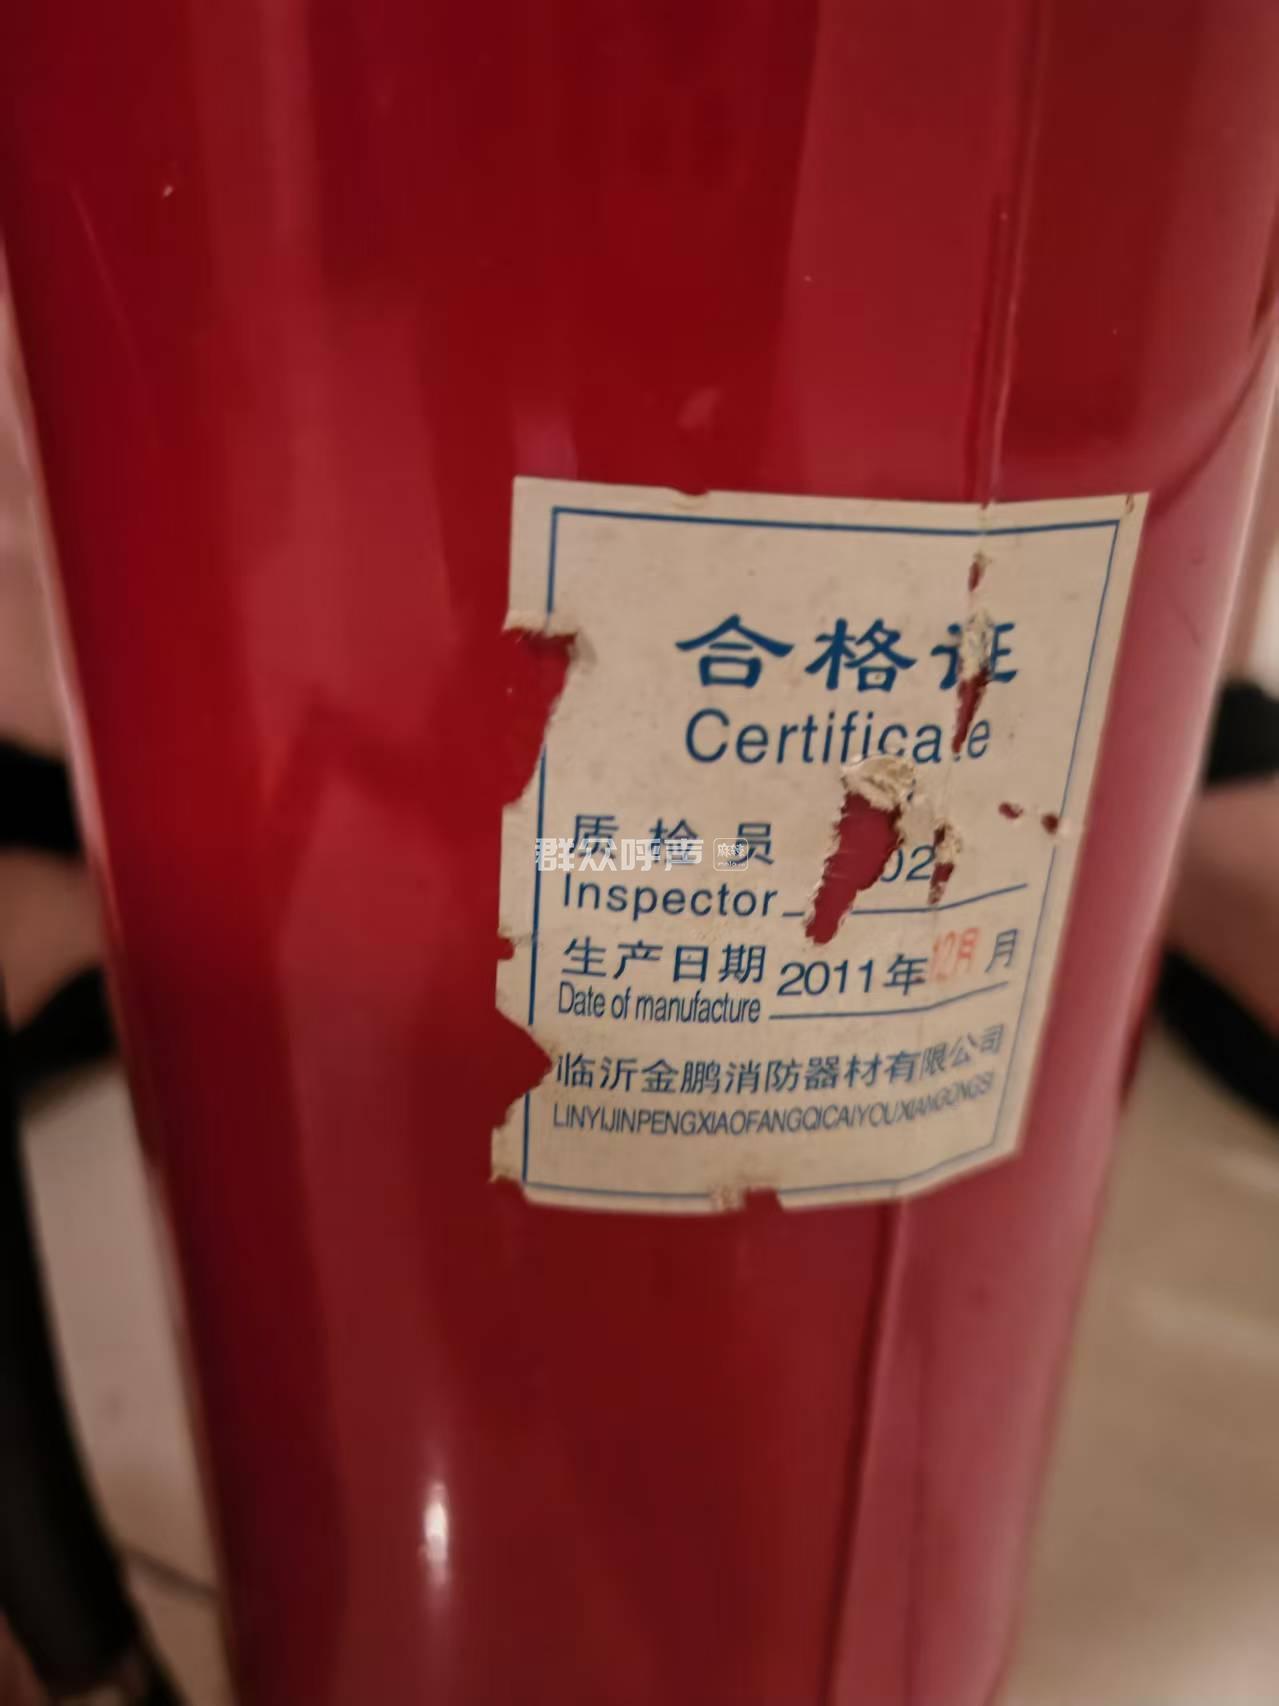 合格证
Certificate
质检员
群众呼声 麻辣
02
Inspector
生产日期 2011年12月 月
Date of manufacture
临沂金鹏消防器材有限公司
LINYIJINPENGXIAOFANGQICAIYOUXIANGONGSI